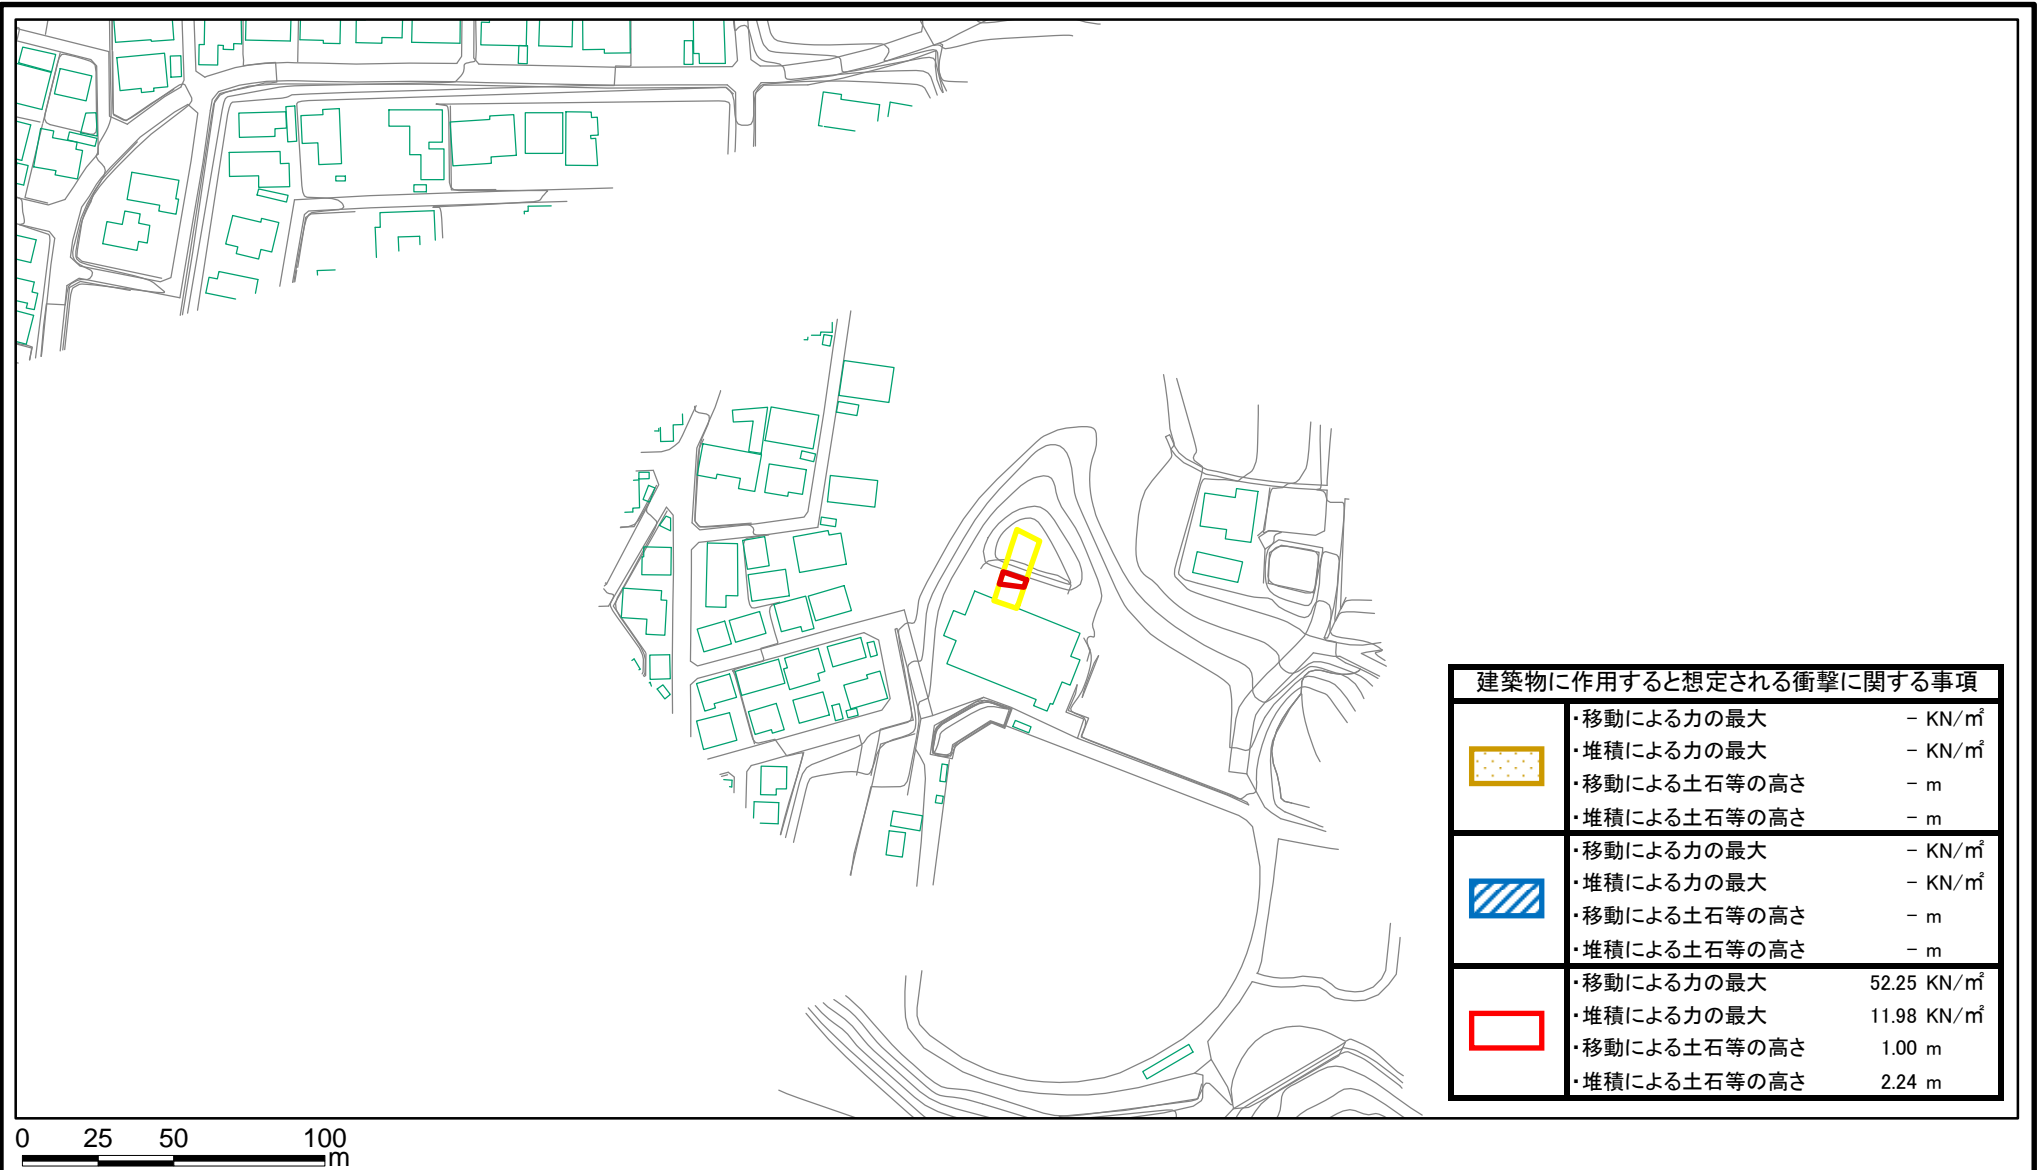 建築物に作用すると想定される衝撃に関する事項
・移動による力の最大 − KN/㎡
・堆積による力の最大 − KN/㎡
・移動による土石等の高さ − m
・堆積による土石等の高さ − m
・移動による力の最大 − KN/㎡
・堆積による力の最大 − KN/㎡
・移動による土石等の高さ − m
・堆積による土石等の高さ − m
・移動による力の最大 52.25 KN/㎡
・堆積による力の最大 11.98 KN/㎡
・移動による土石等の高さ 1.00 m
・堆積による土石等の高さ 2.24 m
0 25 50 100
m